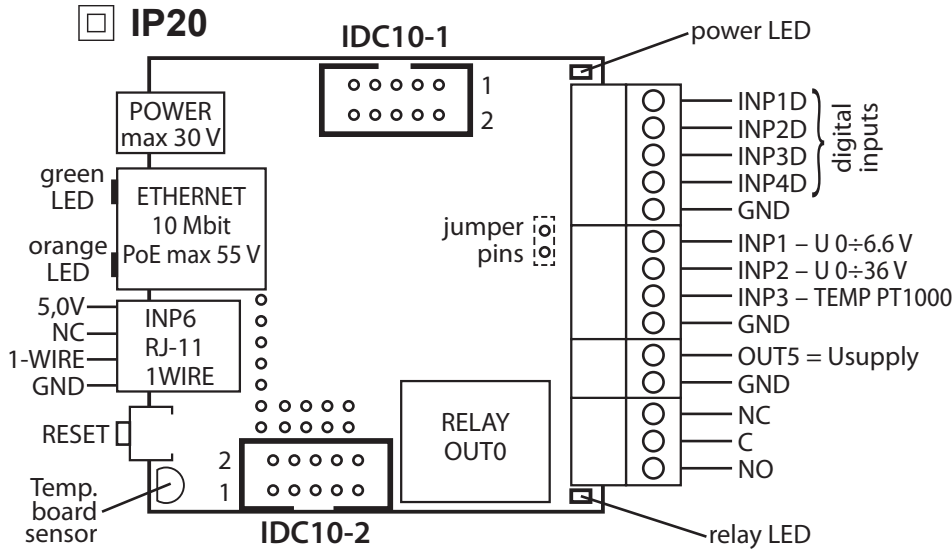 IP20
IDC10-1
power LED
1
2
POWER
max 30 V
green
LED
ETHERNET
10 Mbit
PoE max 55 V
orange
LED
5,0V
NC
1-WIRE
GND
INP6
RJ-11
1WIRE
RESET
Temp.
board
sensor
2
1
IDC10-2
RELAY
OUT0
jumper
pins
INP1D
INP2D
INP3D
INP4D
digital
inputs
GND
INP1 – U 0÷6.6 V
INP2 – U 0÷36 V
INP3 – TEMP PT1000
GND
OUT5 = Usupply
GND
NC
C
NO
relay LED